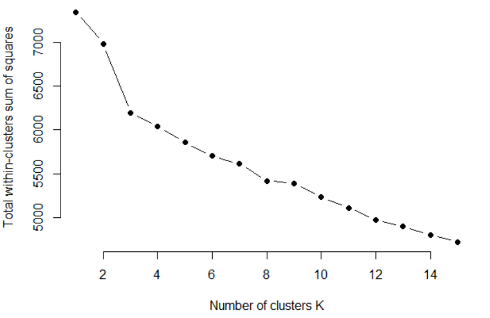 Total within-clusters sum of squares
7000
6500
6000
5500
5000
2 4 6 8 10 12 14
Number of clusters K